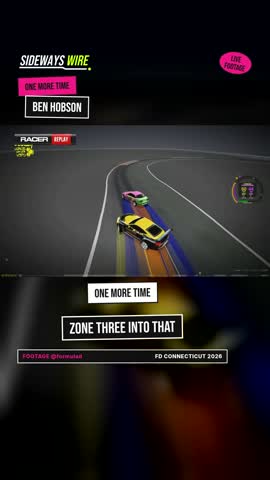 SIDEWAYS WIRE.
LIVE
FOOTAGE
ONE MORE TIME
BEN HOBSON
RACER REPLAY
ONE MORE TIME
ZONE THREE INTO THAT
FOOTAGE @formulad
FD CONNECTICUT 2026